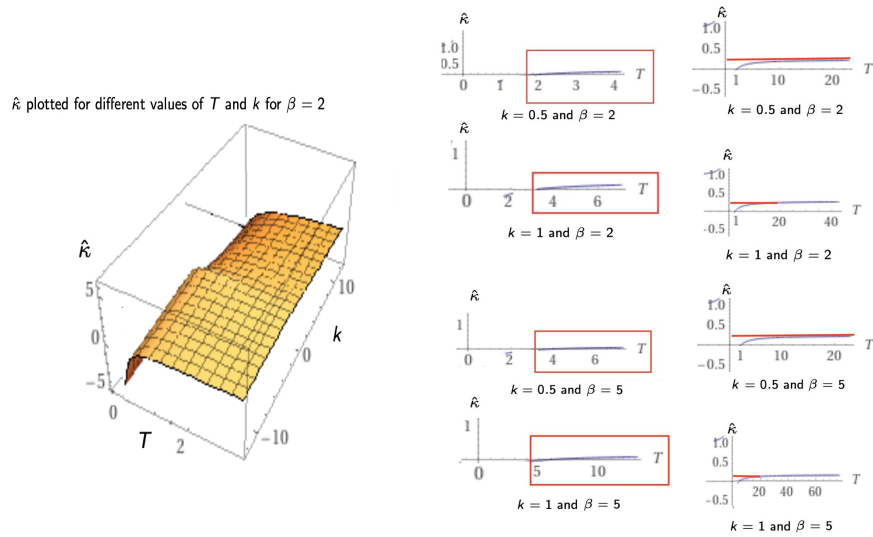 κ̂ plotted for different values of T and k for β = 2
κ̂
5
0
−5
0
T
2
−10
0
k
10
κ̂
1.0
0.5
0 1 2 3 4 T
k = 0.5 and β = 2
κ̂
1.0
0.5
1 10 20 T
−0.5
k = 0.5 and β = 2
κ̂
1
0 2 4 6 T
k = 1 and β = 2
κ̂
1.0
0.5
1 20 40 T
-0.5
k = 1 and β = 2
κ̂
1
0 2 4 6 T
k = 0.5 and β = 5
κ̂
1.0
0.5
1 10 20 T
−0.5
k = 0.5 and β = 5
κ̂
1
0 5 10 T
k = 1 and β = 5
κ̂
1.0
0.5
20 40 60 T
−0.5
k = 1 and β = 5